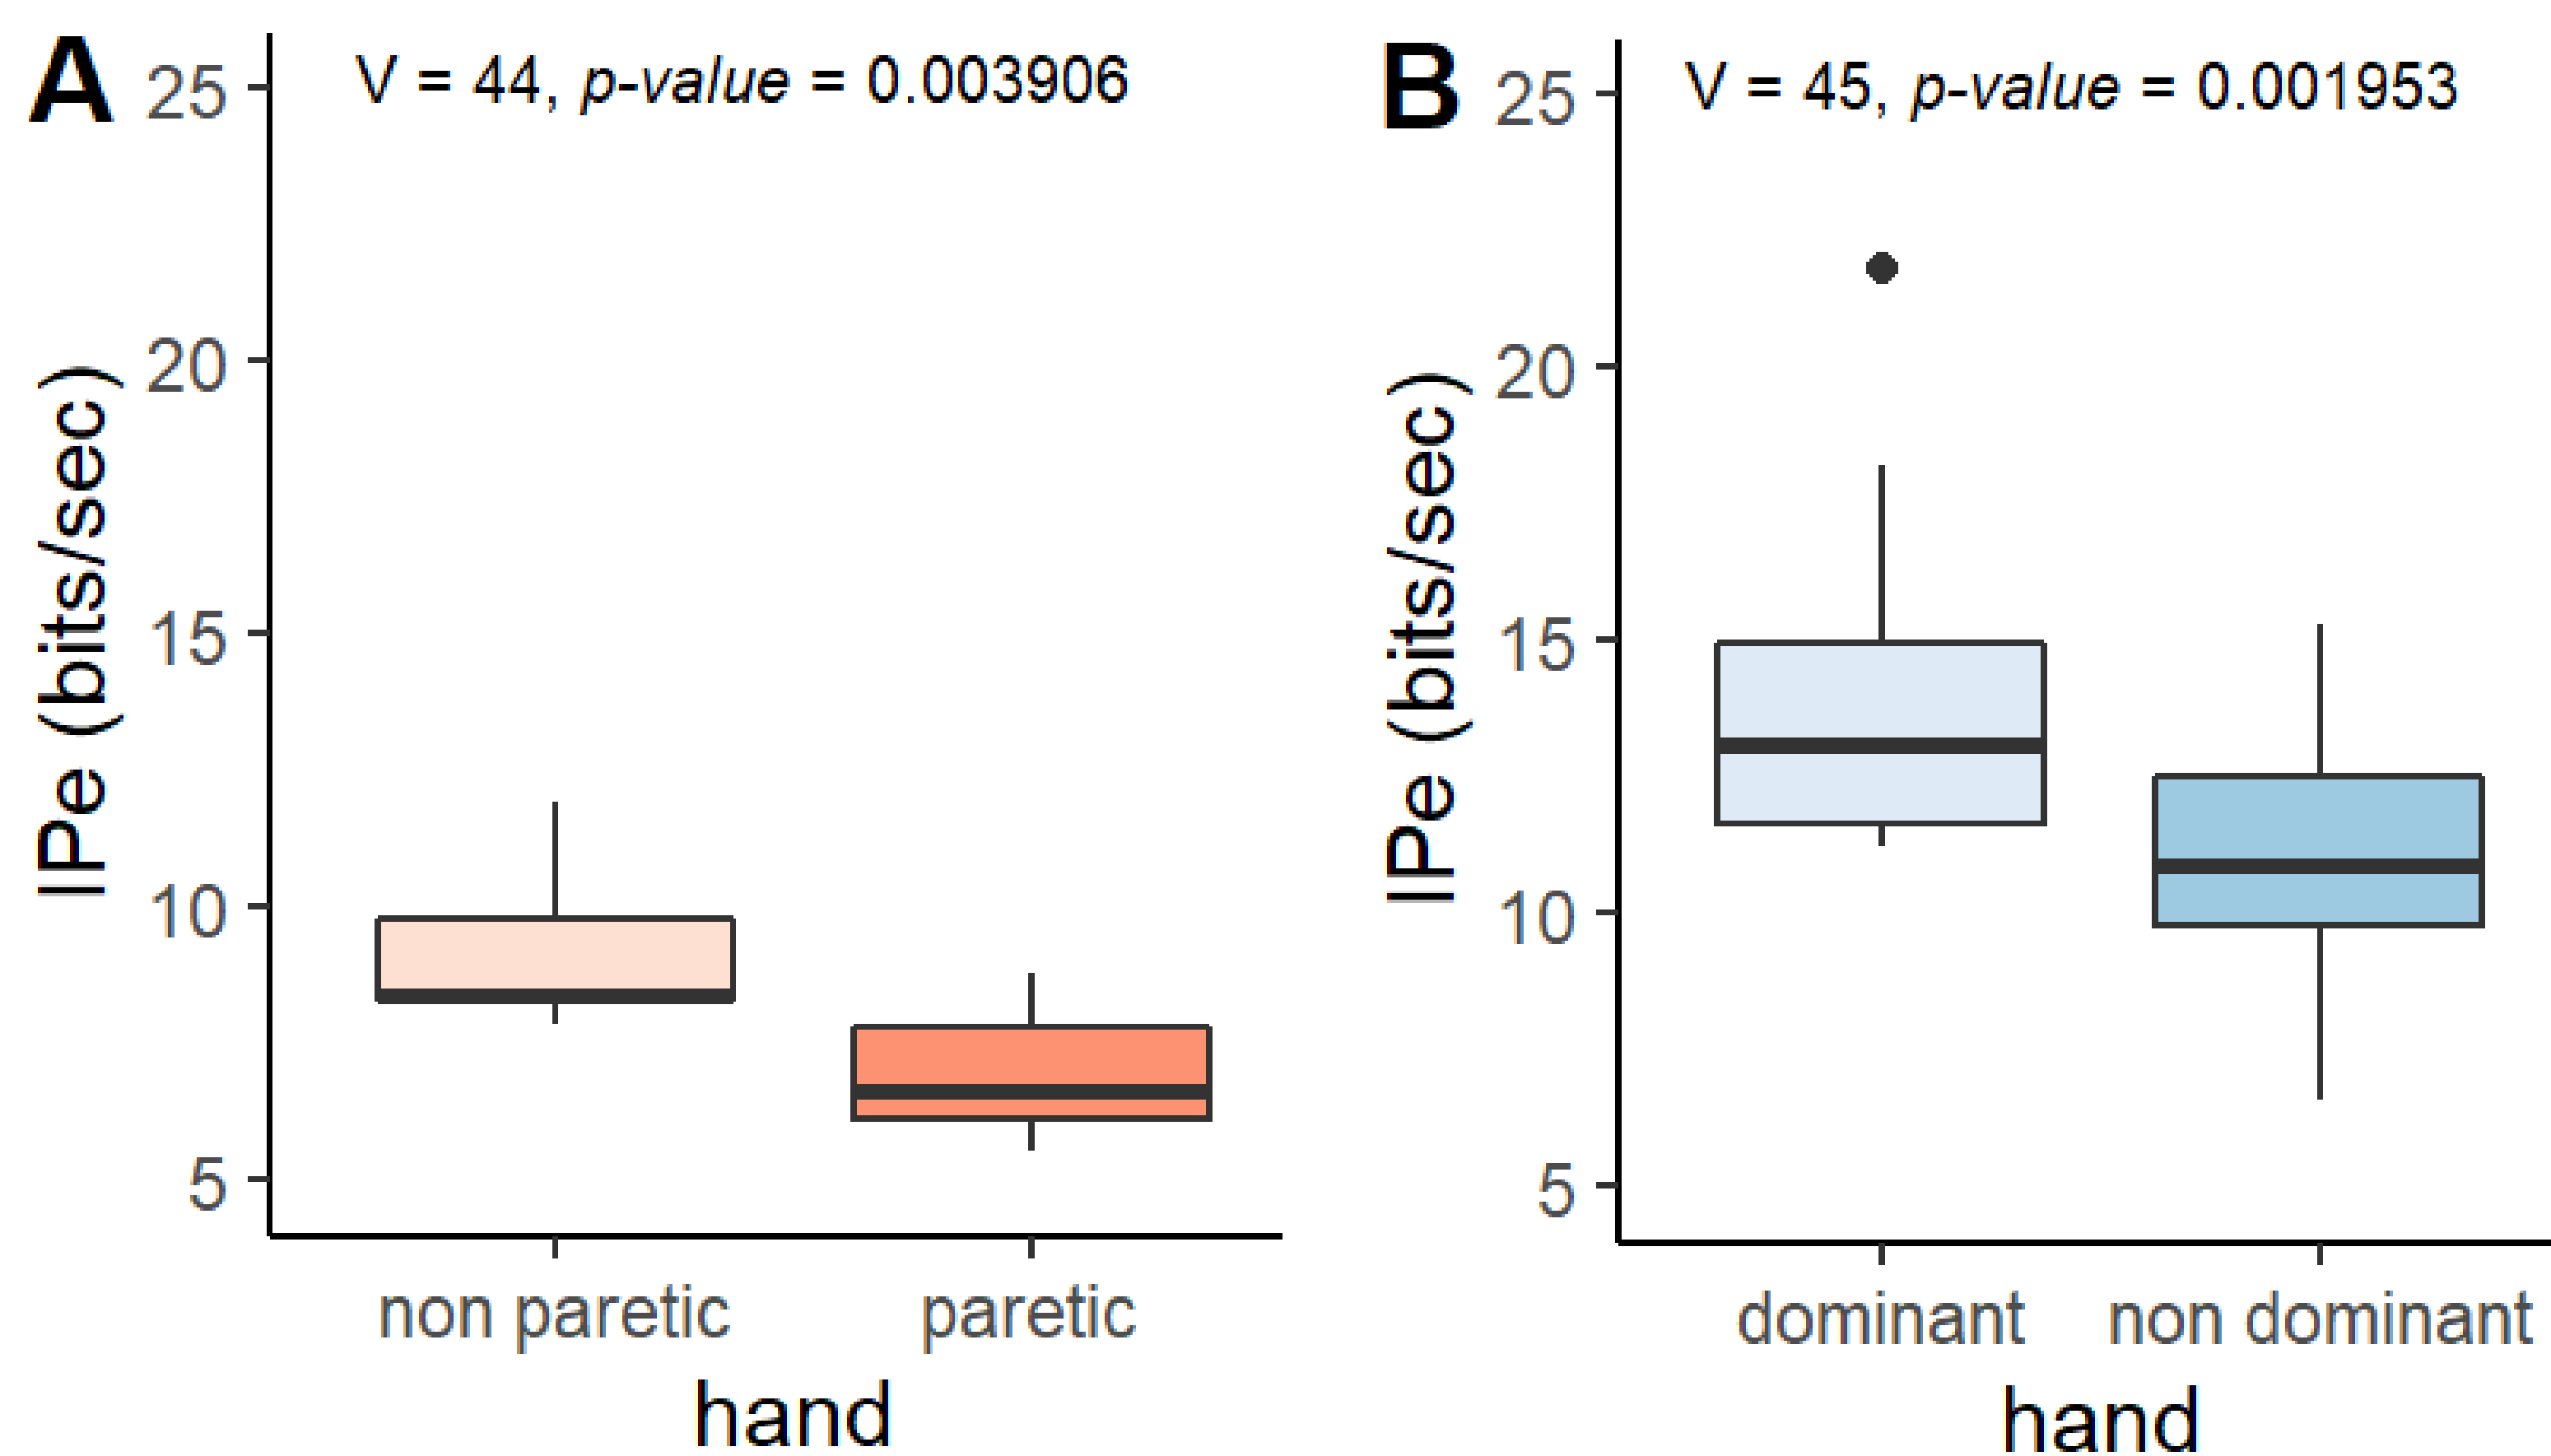 A
V = 44, p-value = 0.003906
25
20
15
10
5
IPe (bits/sec)
non paretic
paretic
hand
B
V = 45, p-value = 0.001953
25
20
15
10
5
IPe (bits/sec)
dominant
non dominant
hand